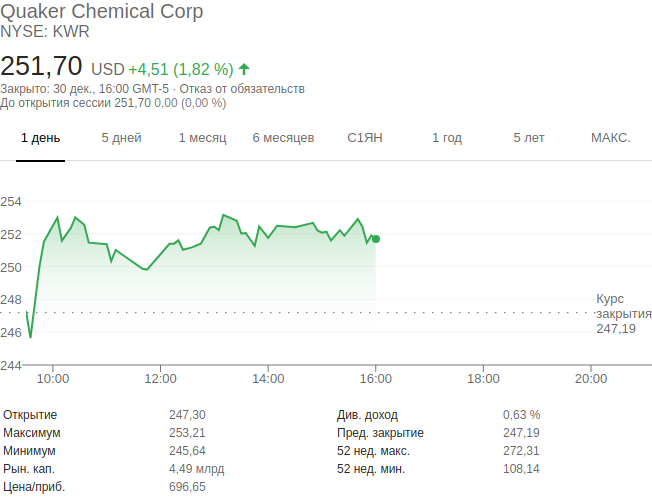 Quaker Chemical Corp
NYSE: KWR
251,70 USD +4,51 (1,82 %)
Закрыто: 30 дек., 16:00 GMT-5 · Отказ от обязательств
До открытия сессии 251,70 0,00 (0,00 %)
1 день 5 дней 1 месяц 6 месяцев С1ЯН 1 год 5 лет МАКС.
254
252
250
248
246
244
Курс
закрытия
247,19
10:00 12:00 14:00 16:00 18:00 20:00
Открытие 247,30 Див. доход 0,63 %
Максимум 253,21 Пред. закрытие 247,19
Минимум 245,64 52 нед. макс. 272,31
Рын. кап. 4,49 млрд 52 нед. мин. 108,14
Цена/приб. 696,65